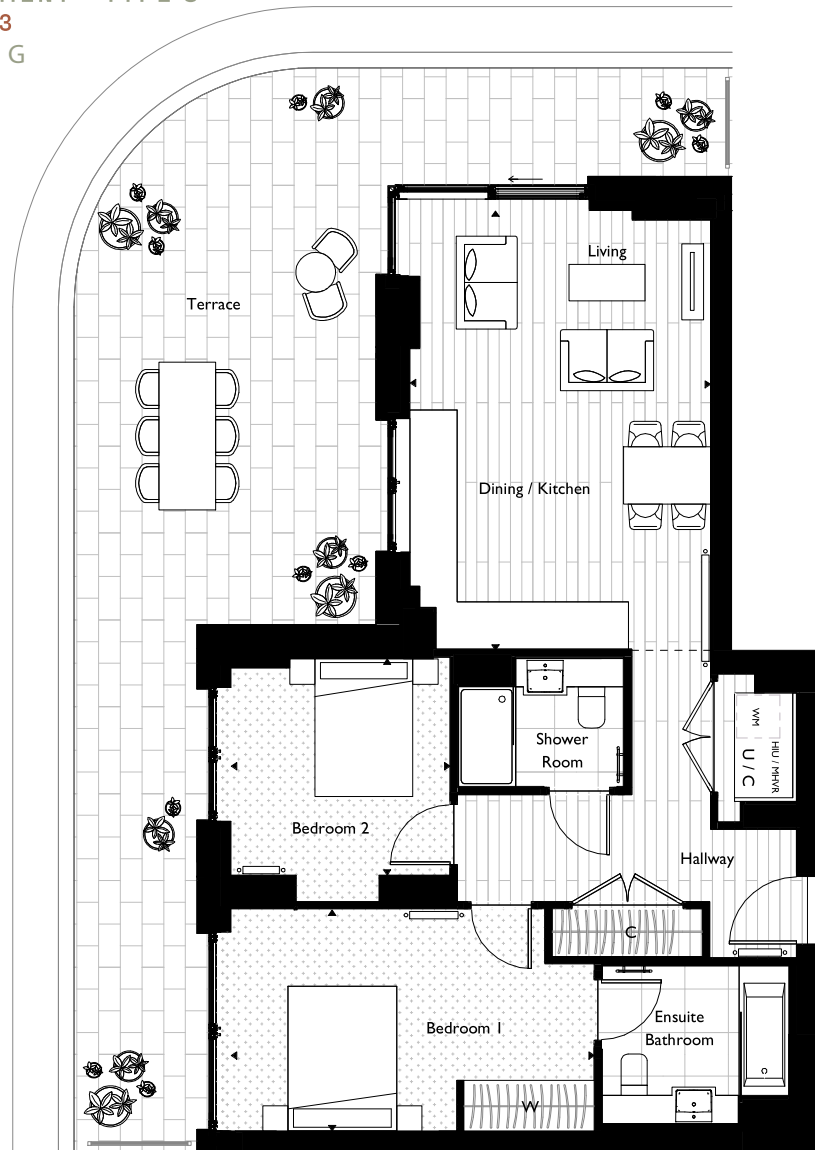 3
G
Living
Terrace
Dining / Kitchen
WM
HIU / MHVR
U / C
Shower
Room
Bedroom 2
Hallway
C
Ensuite
Bathroom
Bedroom 1
W